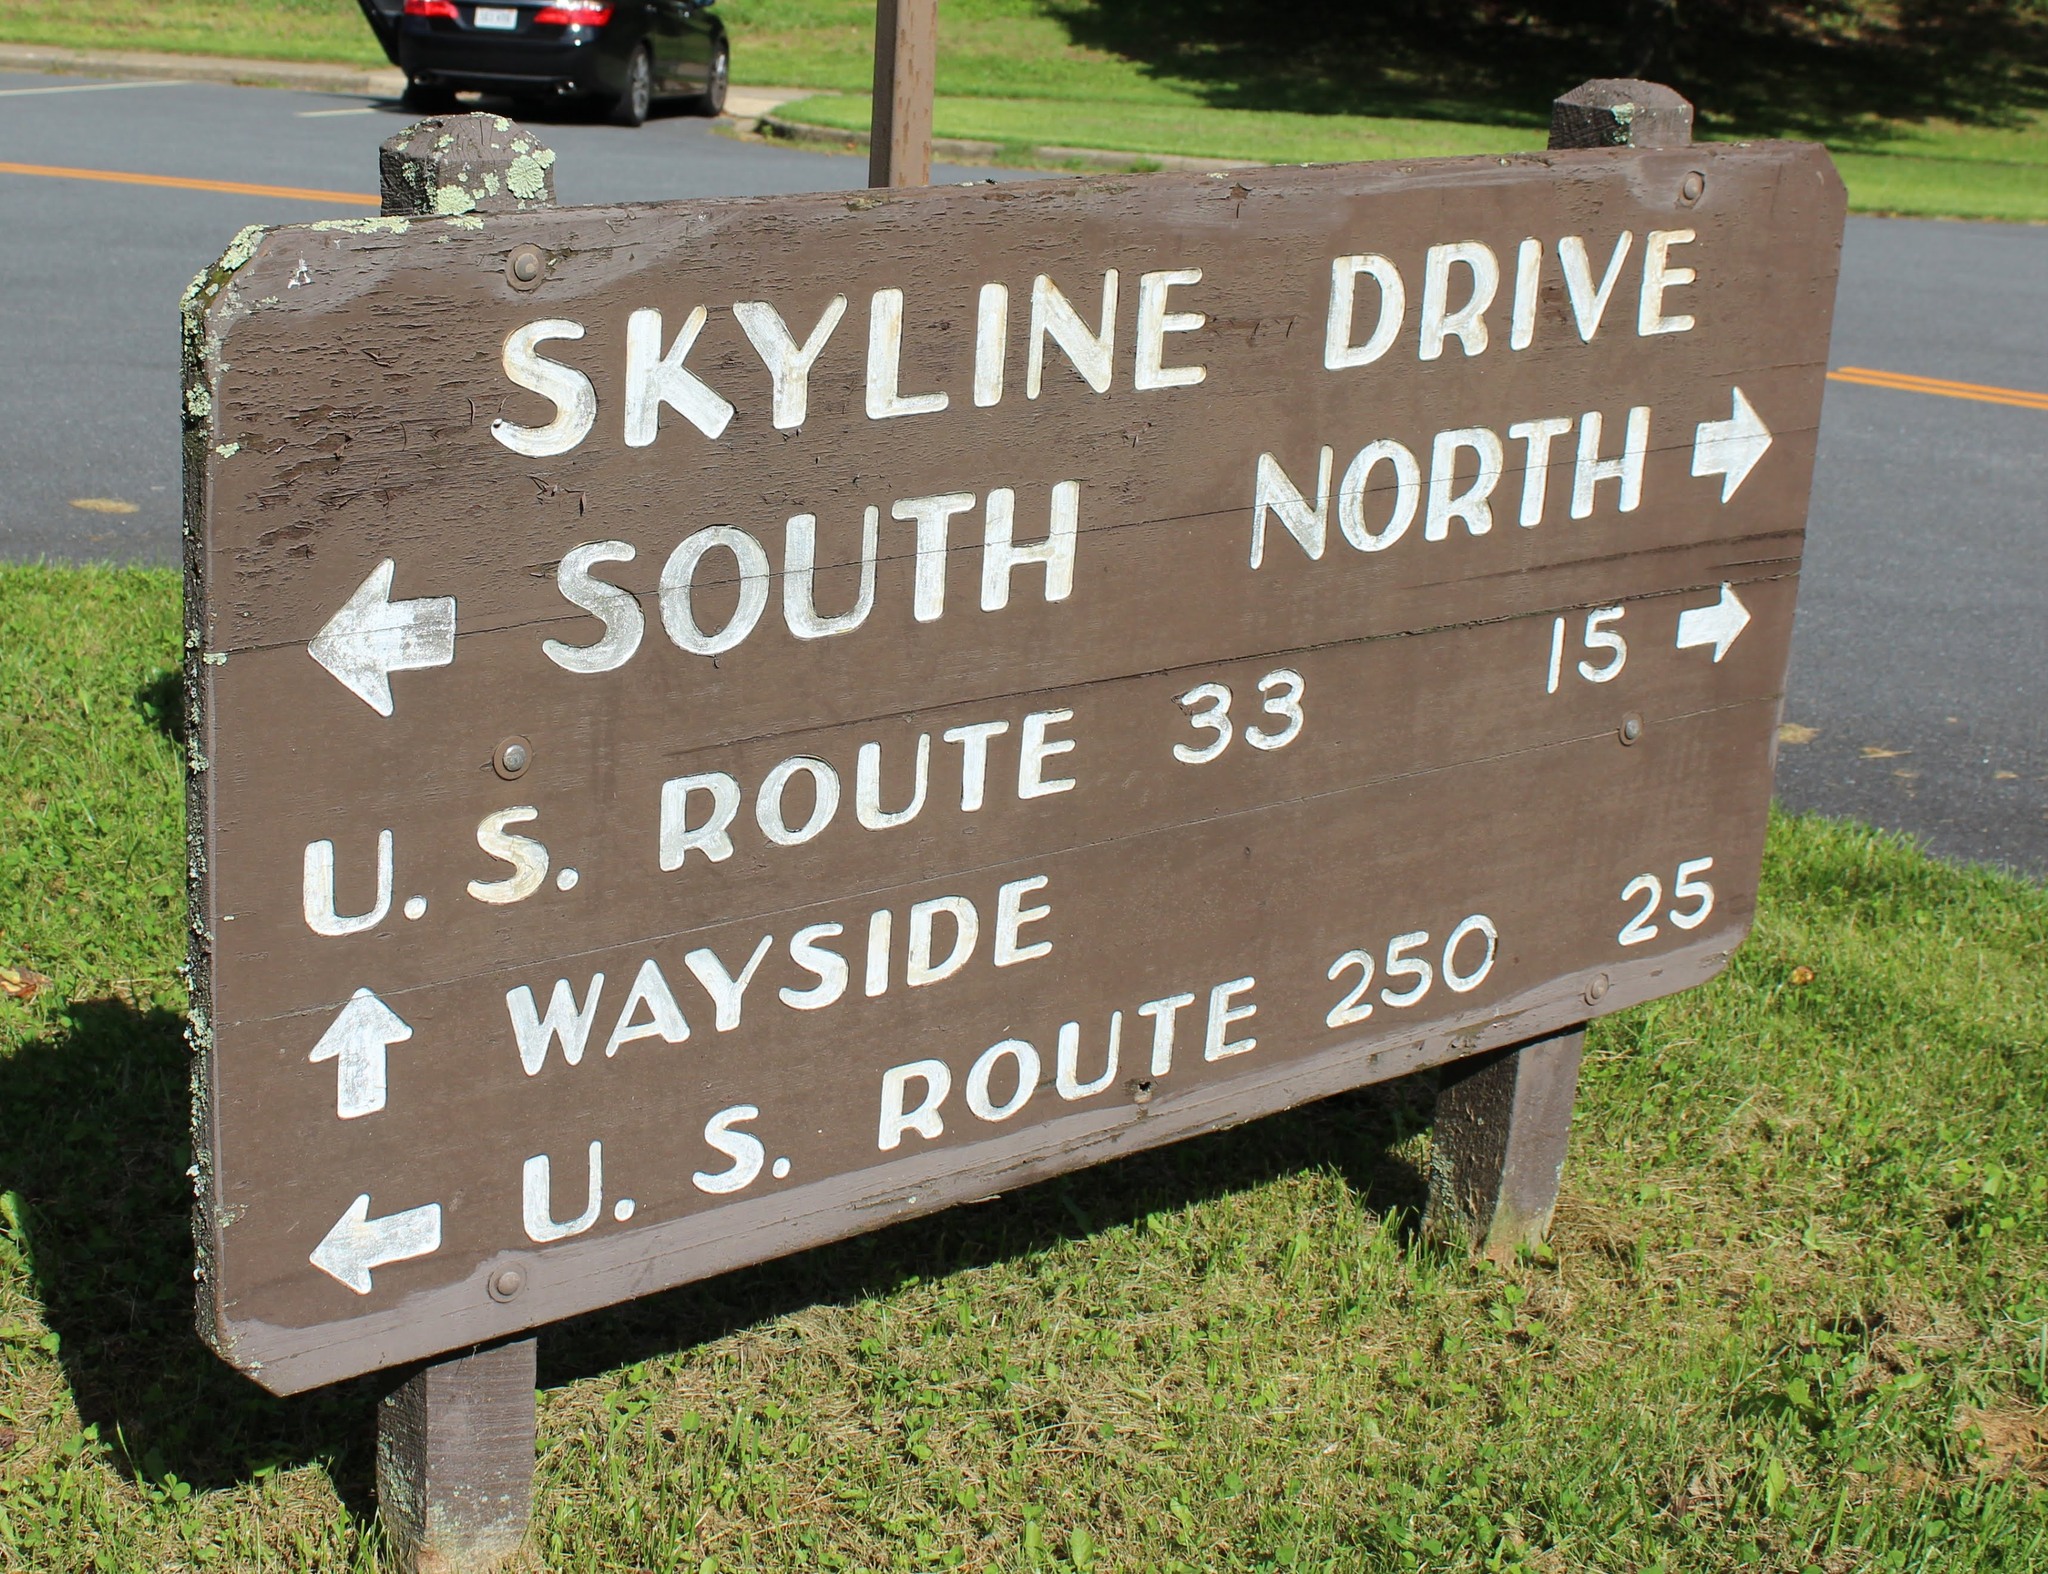 SKYLINE DRIVE
← SOUTH NORTH →
U. S. ROUTE 33 15 →
↑ WAYSIDE
← U. S. ROUTE 250 25